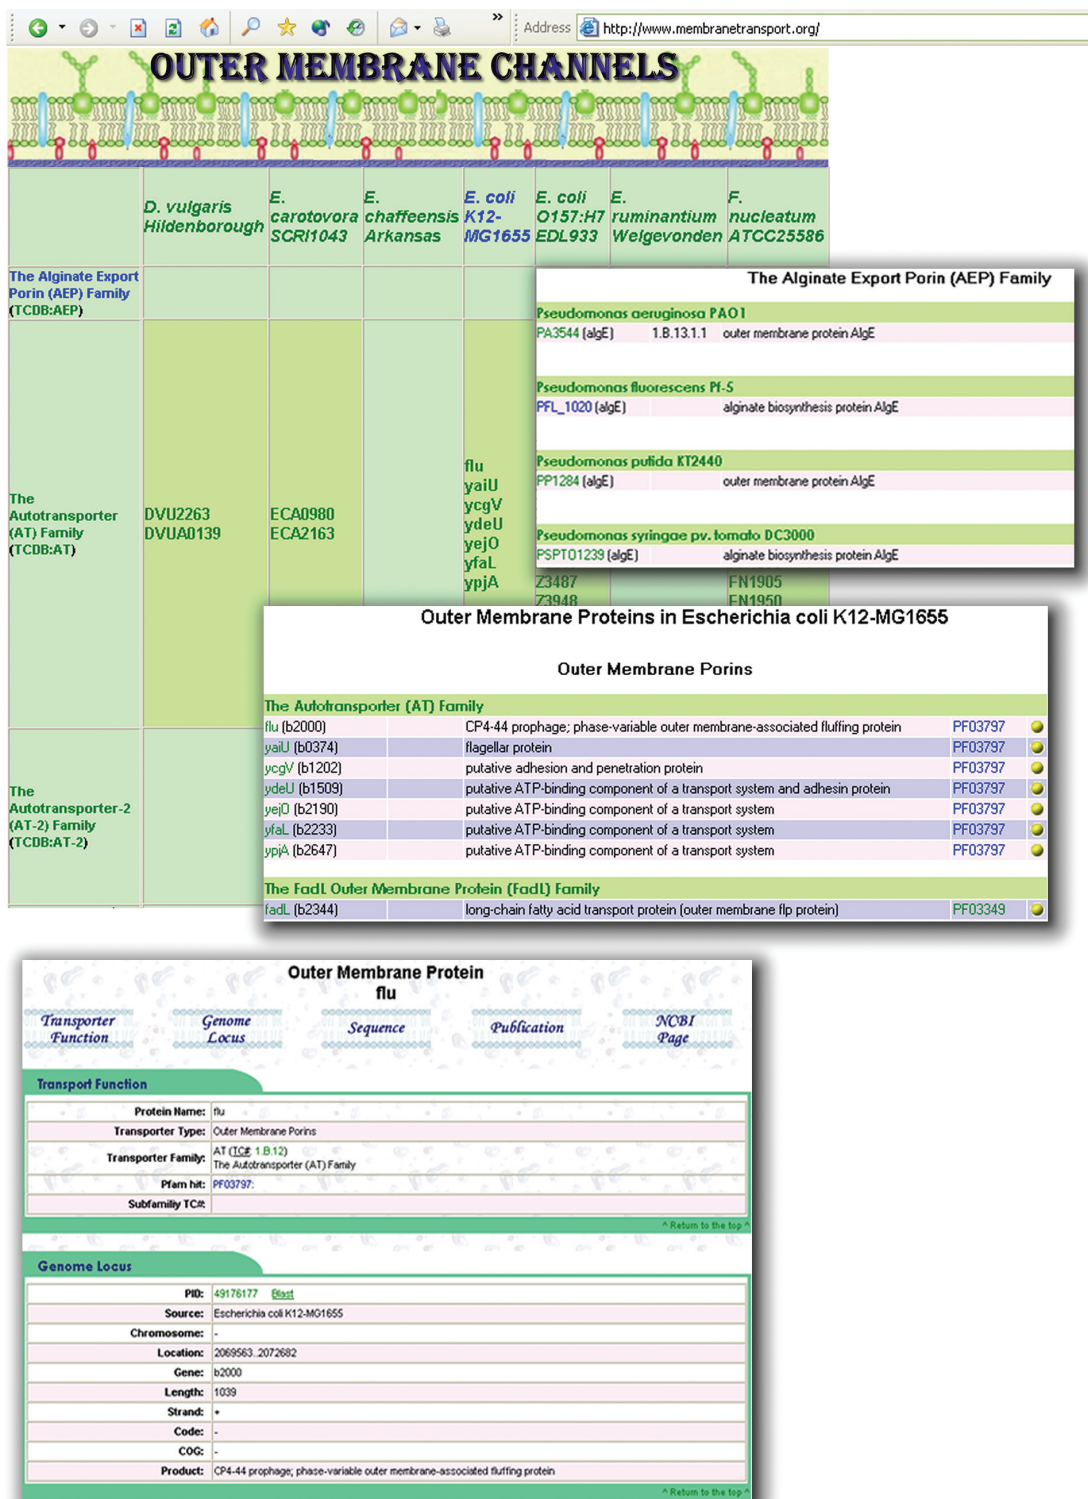 » Address http://www.membranetransport.org/
OUTER MEMBRANE CHANNELS
D. vulgaris Hildenborough
E. carotovora SCRI1043
E. chaffeensis Arkansas
E. coli K12-MG1655
E. coli O157:H7 EDL933
E. ruminantium Welgevonden
F. nucleatum ATCC25586
The Alginate Export
Porin (AEP) Family
(TCDB:AEP)
The Alginate Export Porin (AEP) Family
Pseudomonas aeruginosa PAO1
PA3544 (algE) 1.B.13.1.1 outer membrane protein AlgE
Pseudomonas fluorescens Pf-5
PFL_1020 (algE) alginate biosynthesis protein AlgE
Pseudomonas putida KT2440
PP1284 (algE) outer membrane protein AlgE
Pseudomonas syringae pv. tomato DC3000
PSPTO1239 (algE) alginate biosynthesis protein AlgE
The
Autotransporter
(AT) Family
(TCDB:AT)
DVU2263
DVUA0139
ECA0980
ECA2163
flu
yaiU
ycgV
ydeU
yejO
yfaL
ypjA
Z3487
Z3948
FN1905
FN1950
The
Autotransporter-2
(AT-2) Family
(TCDB:AT-2)
Outer Membrane Proteins in Escherichia coli K12-MG1655
Outer Membrane Porins
The Autotransporter (AT) Family
flu (b2000) CP4-44 prophage; phase-variable outer membrane-associated fluffing protein PF03797
yaiU (b0374) flagellar protein PF03797
ycgV (b1202) putative adhesion and penetration protein PF03797
ydeU (b1509) putative ATP-binding component of a transport system and adhesin protein PF03797
yejO (b2190) putative ATP-binding component of a transport system PF03797
yfaL (b2233) putative ATP-binding component of a transport system PF03797
ypjA (b2647) putative ATP-binding component of a transport system PF03797
The FadL Outer Membrane Protein (FadL) Family
fadL (b2344) long-chain fatty acid transport protein (outer membrane flp protein) PF03349
Outer Membrane Protein
flu
Transporter Function
Genome Locus
Sequence
Publication
NCBI Page
Transport Function
Protein Name: flu
Transporter Type: Outer Membrane Porins
Transporter Family: AT (TC#: 1.B.12)
The Autotransporter (AT) Family
Pfam hit: PF03797:
Subfamiliy TC#:
^ Return to the top ^
Genome Locus
PID: 49176177 Blast
Source: Escherichia coli K12-MG1655
Chromosome: -
Location: 2069563..2072682
Gene: b2000
Length: 1039
Strand: +
Code: -
COG: -
Product: CP4-44 prophage; phase-variable outer membrane-associated fluffing protein
^ Return to the top ^